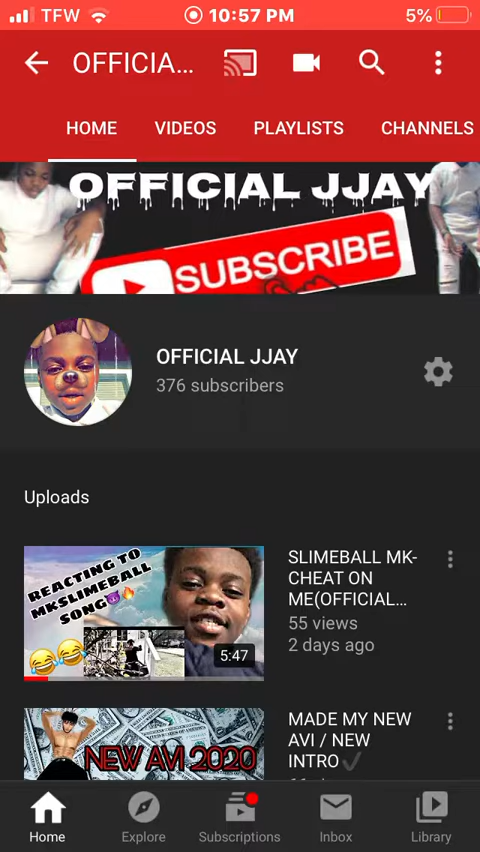 TFW 10:57 PM 5%
OFFICIA...
HOME VIDEOS PLAYLISTS CHANNELS
OFFICIAL JJAY
SUBSCRIBE
OFFICIAL JJAY
376 subscribers
Uploads
REACTING TO
MKSLIMEBALL
SONG😈🔥
😂😂
5:47
SLIMEBALL MK-
CHEAT ON
ME(OFFICIAL...
55 views
2 days ago
NEW AVI 2020
MADE MY NEW
AVI / NEW
INTRO✔️
Home Explore Subscriptions Inbox Library